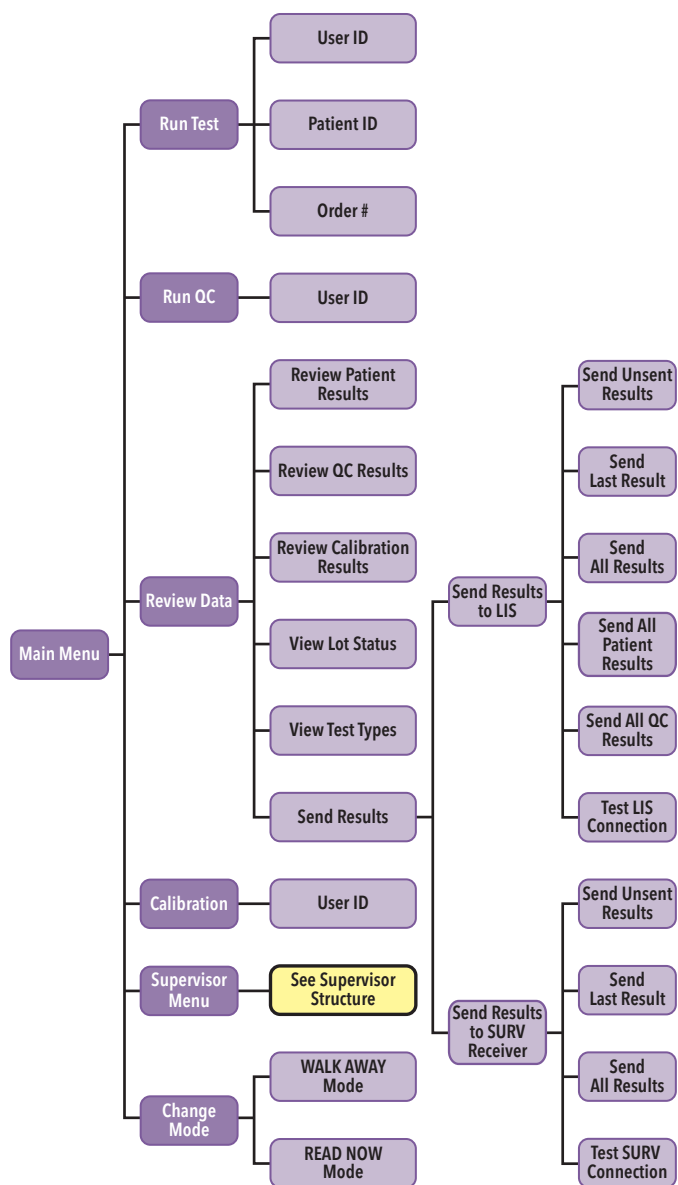 Main Menu
Run Test
User ID
Patient ID
Order #
Run QC
User ID
Review Data
Review Patient
Results
Review QC Results
Review Calibration
Results
View Lot Status
View Test Types
Send Results
Send Results
to LIS
Send Unsent
Results
Send
Last Result
Send
All Results
Send All
Patient
Results
Send All QC
Results
Test LIS
Connection
Send Results
to SURV
Receiver
Send Unsent
Results
Send
Last Result
Send
All Results
Test SURV
Connection
Calibration
User ID
Supervisor
Menu
See Supervisor
Structure
Change
Mode
WALK AWAY
Mode
READ NOW
Mode